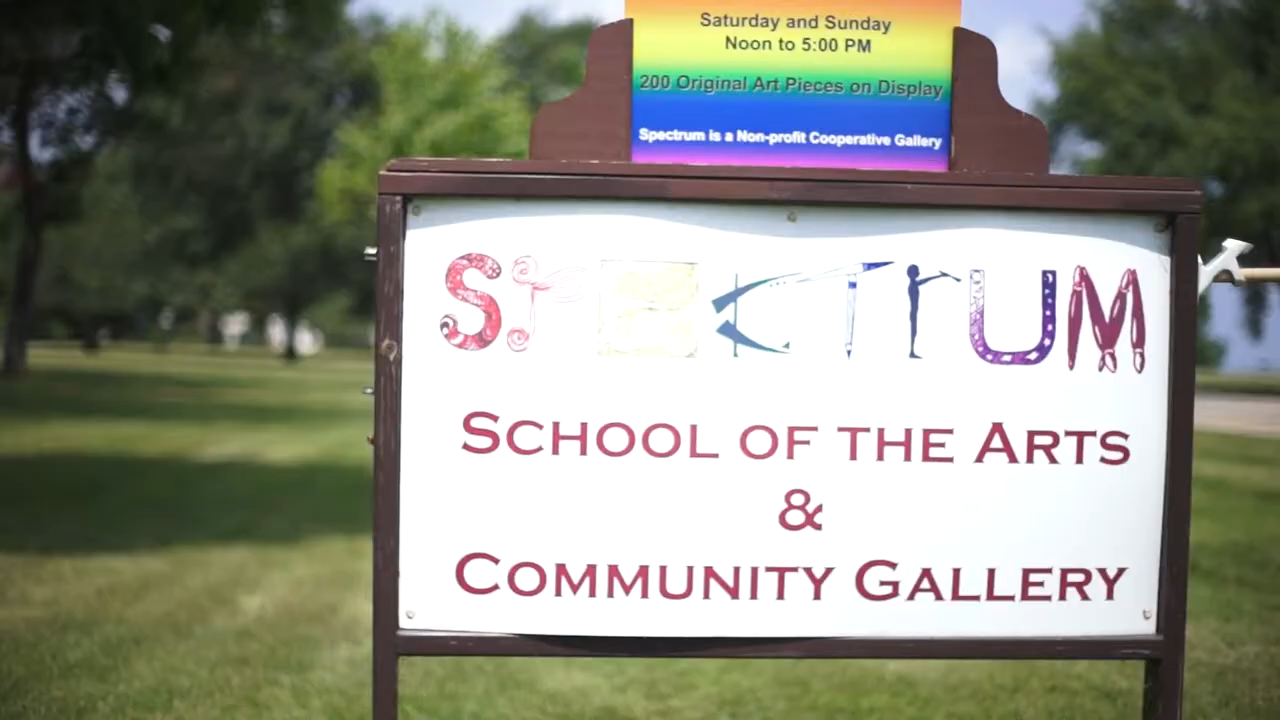 Saturday and Sunday
Noon to 5:00 PM
200 Original Art Pieces on Display
Spectrum is a Non-profit Cooperative Gallery
SPECTRUM
SCHOOL OF THE ARTS
&
COMMUNITY GALLERY